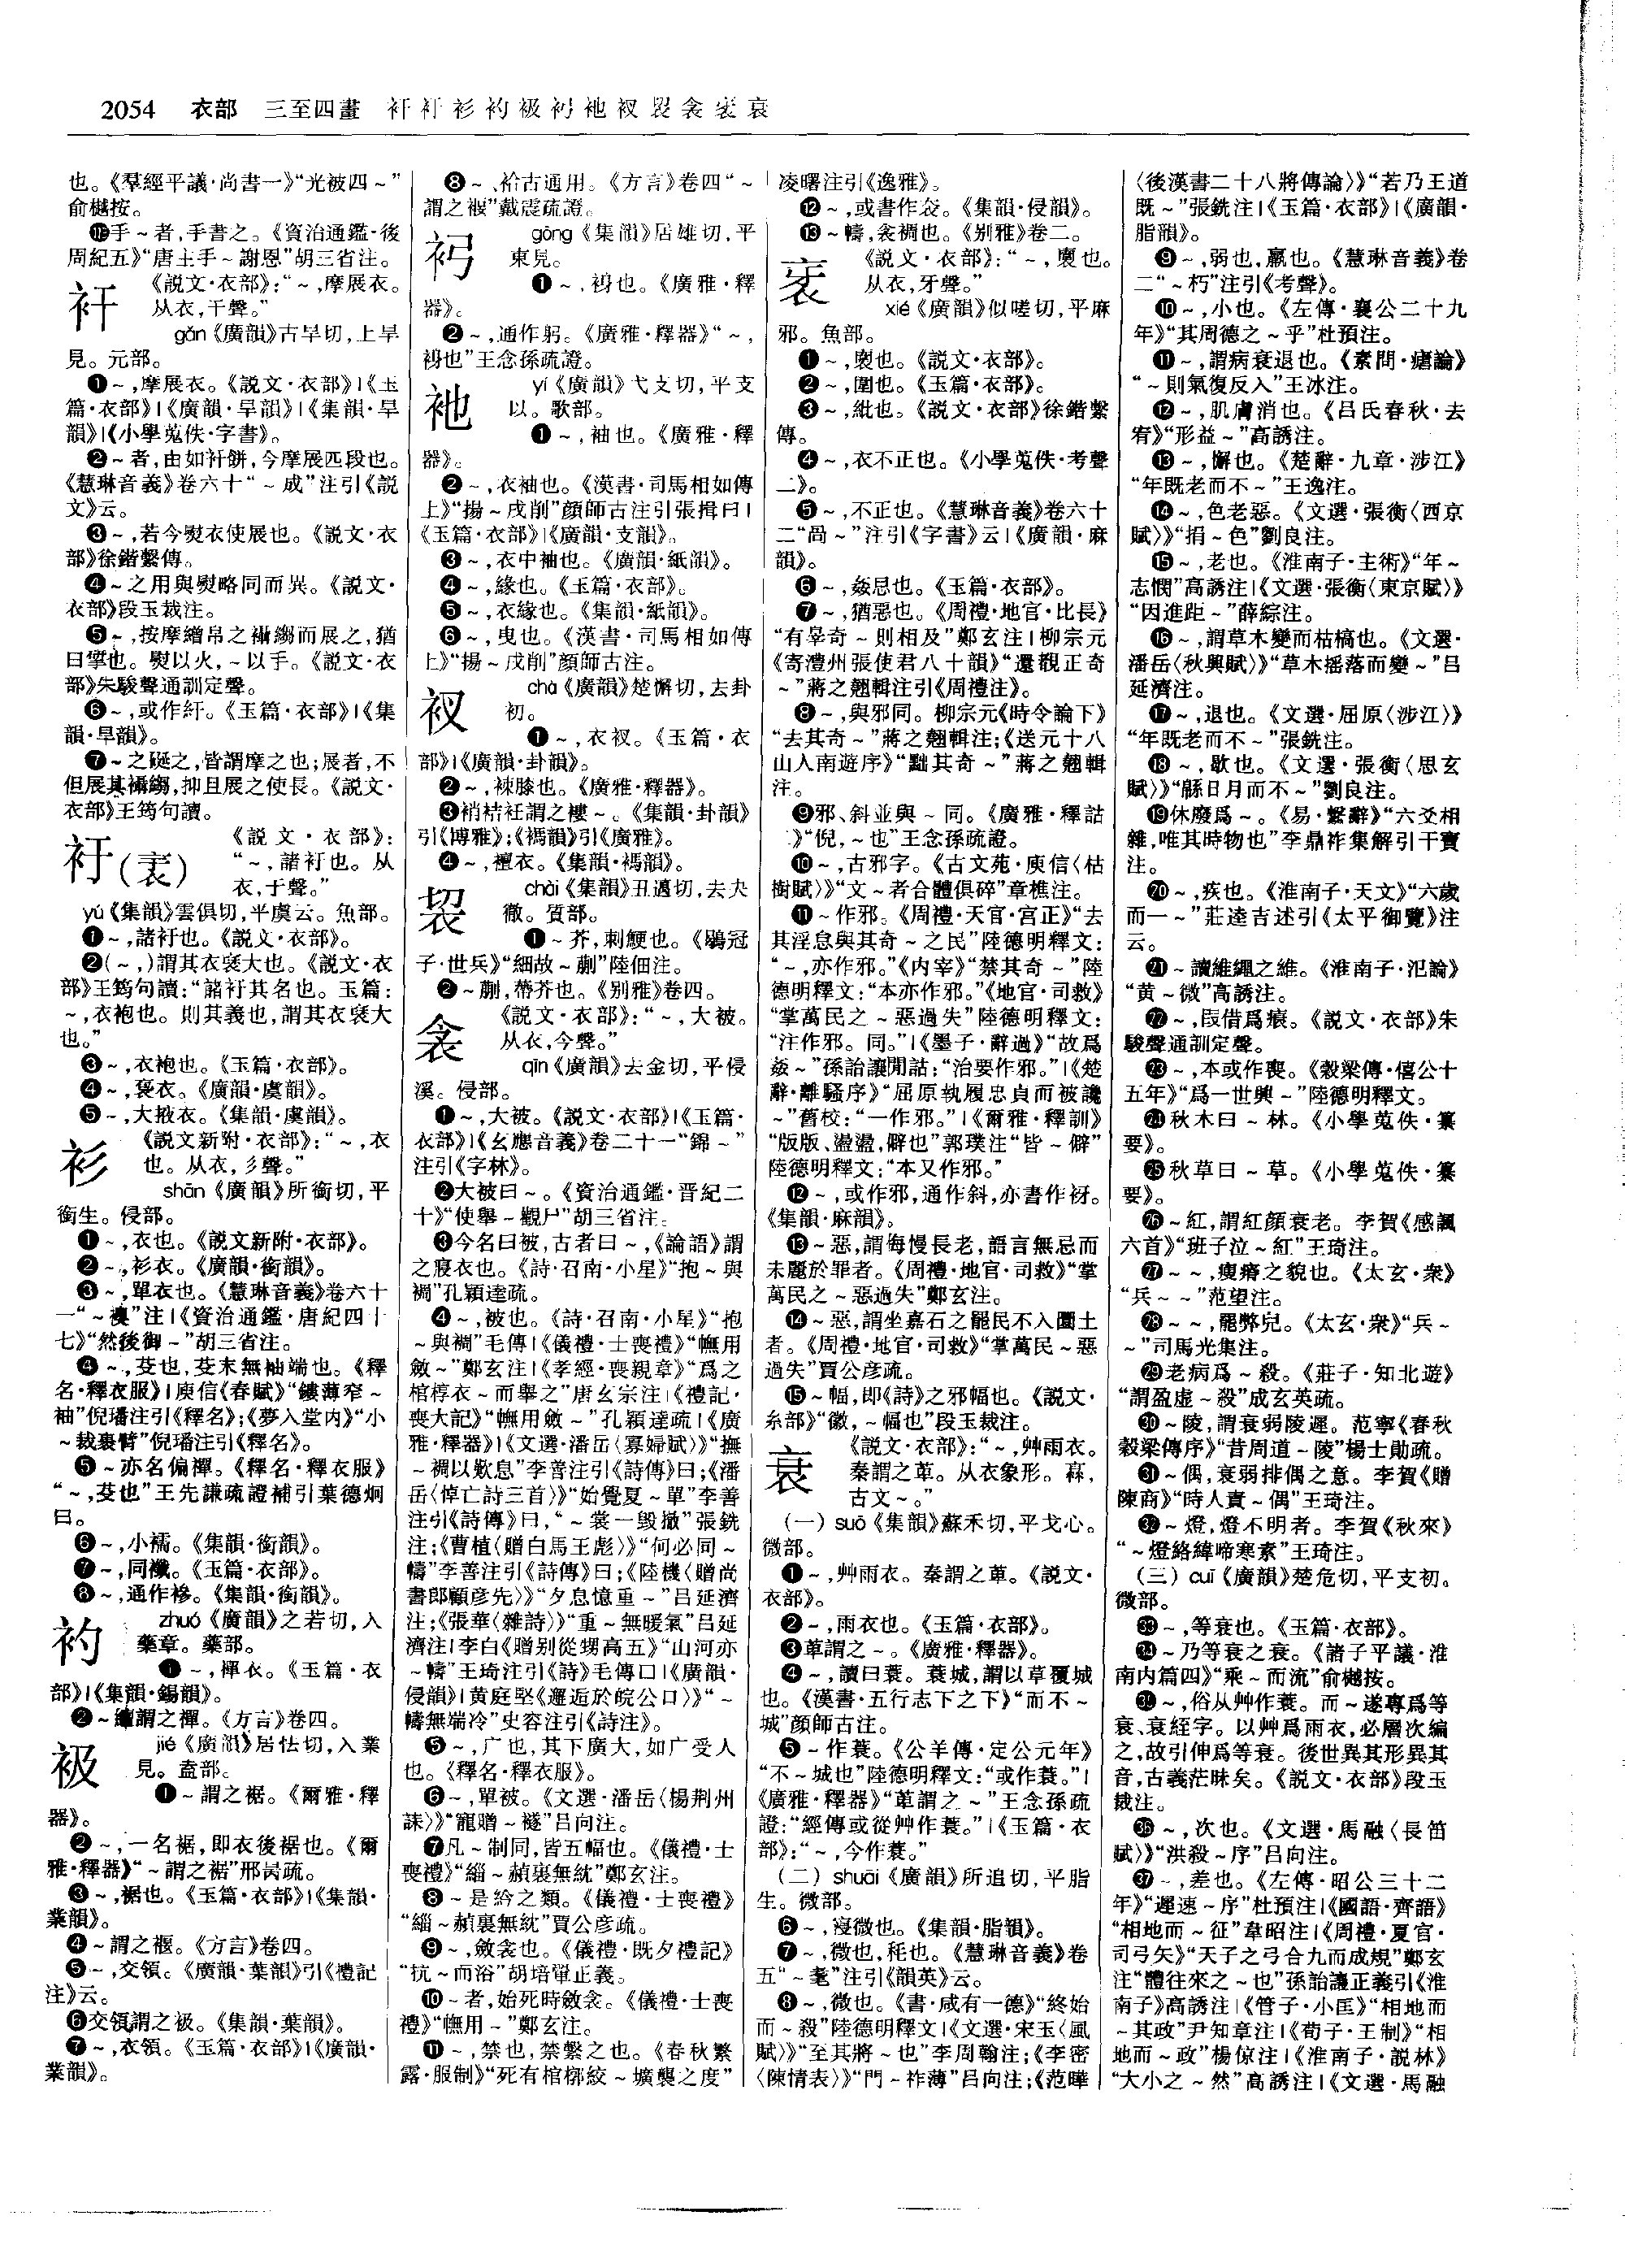 2054 衣部 三至四畫 衦衧衫袀衱𧘂衪衩袃衾衺衰
也。《羣經平議·尚書一》“光被四~”
俞樾按。
⓬手~者,手書之。《資治通鑑·後
周紀五》“唐主手~謝恩”胡三省注。
衦
《説文·衣部》:“~,摩展衣。
从衣,干聲。”
gǎn《廣韻》古旱切,上旱
見。元部。
❶~,摩展衣。《説文·衣部》|《玉
篇·衣部》|《廣韻·旱韻》|《集韻·旱
韻》|《小學蒐佚·字書》。
❷~者,由如衦餅,今摩展匹段也。
《慧琳音義》卷六十“~成”注引《説
文》云。
❸~,若今熨衣使展也。《説文·衣
部》徐鍇繫傳。
❹~之用與熨略同而異。《説文·
衣部》段玉裁注。
❺~,按摩繒帛之襵縐而展之,猶
曰揅也。熨以火,~以手。《説文·衣
部》朱駿聲通訓定聲。
❻~,或作紆。《玉篇·衣部》|《集
韻·旱韻》。
❼~之砥之,皆謂摩之也;展者,不
但展其襵縐,抑且展之使長。《説文·
衣部》王筠句讀。
衧(䘱)
《説文·衣部》:
“~,諸衧也。从
衣,于聲。”
yú《集韻》雲俱切,平虞云。魚部。
❶~,諸衧也。《説文·衣部》。
❷(~,)謂其衣裦大也。《説文·衣
部》王筠句讀:“諸衧其名也。玉篇:
~,衣袍也。則其義也,謂其衣裦大
也。”
❸~,衣袍也。《玉篇·衣部》。
❹~,裦衣。《廣韻·虞韻》。
❺~,大掖衣。《集韻·虞韻》。
衫
《説文新附·衣部》:“~,衣
也。从衣,彡聲。”
shān《廣韻》所銜切,平
銜生。侵部。
❶~,衣也。《説文新附·衣部》。
❷~,衫衣。《廣韻·銜韻》。
❸~,單衣也。《慧琳音義》卷六十
一“~襖”注|《資治通鑑·唐紀四十
七》“然後御~”胡三省注。
❹~,芟也,芟末無袖端也。《釋
名·釋衣服》|庾信《春賦》“鏤薄窄~
袖”倪璠注引《釋名》;《夢入堂内》“小
~裁裹臂”倪璠注引《釋名》。
❺~亦名偏襌。《釋名·釋衣服》
“~,芟也”王先謙疏證補引葉德炯
曰。
❻~,小襦。《集韻·銜韻》。
❼~,同襳。《玉篇·衣部》。
❽~,通作襂。《集韻·銜韻》。
袀
zhuó《廣韻》之若切,入
藥章。藥部。
❶~,襌衣。《玉篇·衣
部》|《集韻·錫韻》。
❷~繵謂之襌。《方言》卷四。
衱
jié《廣韻》居怯切,入業
見。盍部。
❶~謂之裾。《爾雅·釋
器》。
❷~,一名裾,即衣後裾也。《爾
雅·釋器》“~謂之裾”邢昺疏。
❸~,裾也。《玉篇·衣部》|《集韻·
業韻》。
❹~謂之褗。《方言》卷四。
❺~,交領。《廣韻·葉韻》引《禮記
注》云。
❻交領謂之衱。《集韻·葉韻》。
❼~,衣領。《玉篇·衣部》|《廣韻·
業韻》。
❽~、袷古通用。《方言》卷四“~
謂之褗”戴震疏證。
𧘂
gōng《集韻》居雄切,平
東見。
❶~,䄇也。《廣雅·釋
器》。
❷~,通作躬。《廣雅·釋器》“~,
䄇也”王念孫疏證。
衪
yí《廣韻》弋支切,平支
以。歌部。
❶~,袖也。《廣雅·釋
器》。
❷~,衣袖也。《漢書·司馬相如傳
上》“揚~戌削”顔師古注引張揖曰|
《玉篇·衣部》|《廣韻·支韻》。
❸~,衣中袖也。《廣韻·紙韻》。
❹~,緣也。《玉篇·衣部》。
❺~,衣緣也。《集韻·紙韻》。
❻~,曳也。《漢書·司馬相如傳
上》“揚~戌削”顔師古注。
衩
chà《廣韻》楚懈切,去卦
初。
❶~,衣衩。《玉篇·衣
部》|《廣韻·卦韻》。
❷~,䙏膝也。《廣雅·釋器》。
❸褙袺衽謂之褸~。《集韻·卦韻》
引《博雅》;《禡韻》引《廣雅》。
❹~,襢衣。《集韻·禡韻》。
袃
chài《集韻》丑邁切,去夬
徹。質部。
❶~芥,刺鯁也。《鶡冠
子·世兵》“細故~蒯”陸佃注。
❷~蒯,蔕芥也。《别雅》卷四。
衾
《説文·衣部》:“~,大被。
从衣,今聲。”
qīn《廣韻》去金切,平侵
溪。侵部。
❶~,大被。《説文·衣部》|《玉篇·
衣部》|《玄應音義》卷二十一“錦~”
注引《字林》。
❷大被曰~。《資治通鑑·晋紀二
十》“使舉~觀尸”胡三省注。
❸今名曰被,古者曰~,《論語》謂
之寢衣也。《詩·召南·小星》“抱~與
裯”孔穎達疏。
❹~,被也。《詩·召南·小星》“抱
~與裯”毛傳|《儀禮·士喪禮》“幠用
斂~”鄭玄注|《孝經·喪親章》“爲之
棺椁衣~而舉之”唐玄宗注|《禮記·
喪大記》“幠用斂~”孔穎達疏|《廣
雅·釋器》|《文選·潘岳〈寡婦賦〉》“撫
~裯以歎息”李善注引《詩傳》曰;《潘
岳〈悼亡詩三首〉》“始覺夏~單”李善
注引《詩傳》曰,“~裳一毁撤”張銑
注;《曹植〈贈白馬王彪〉》“何必同~
幬”李善注引《詩傳》曰;《陸機〈贈尚
書郎顧彦先〉》“夕息憶重~”吕延濟
注;《張華〈雜詩〉》“重~無暖氣”吕延
濟注|李白《贈别從甥高五》“山河亦
~幬”王琦注引《詩》毛傳曰|《廣韻·
侵韻》|黄庭堅《邂逅於皖公口〉》“~
幬無端冷”史容注引《詩注》。
❺~,广也,其下廣大,如广受人
也。《釋名·釋衣服》。
❻~,單被。《文選·潘岳〈楊荆州
誄〉》“寵贈~襚”吕向注。
❼凡~制同,皆五幅也。《儀禮·士
喪禮》“緇~赬裏無紞”鄭玄注。
❽~是紟之類。《儀禮·士喪禮》
“緇~赬裏無紞”賈公彦疏。
❾~,斂衾也。《儀禮·既夕禮記》
“抗~而浴”胡培翬正義。
❿~者,始死時斂衾。《儀禮·士喪
禮》“幠用~”鄭玄注。
⓫~,禁也,禁繫之也。《春秋繁
露·服制》“死有棺槨絞~壙襲之度”
凌曙注引《逸雅》。
⓬~,或書作衮。《集韻·侵韻》。
⓭~幬,衾裯也。《别雅》卷二。
衺
《説文·衣部》:“~,褱也。
从衣,牙聲。”
xié《廣韻》似嗟切,平麻
邪。魚部。
❶~,褱也。《説文·衣部》。
❷~,圍也。《玉篇·衣部》。
❸~,紕也。《説文·衣部》徐鍇繫
傳。
❹~,衣不正也。《小學蒐佚·考聲
二》。
❺~,不正也。《慧琳音義》卷六十
二“咼~”注引《字書》云|《廣韻·麻
韻》。
❻~,姦忌也。《玉篇·衣部》。
❼~,猶惡也。《周禮·地官·比長》
“有辠奇~則相及”鄭玄注|柳宗元
《寄澧州張使君八十韻》“還觀正奇
~”蔣之翹輯注引《周禮注》。
❽~,與邪同。柳宗元《時令論下》
“去其奇~”蔣之翹輯注;《送元十八
山人南遊序》“黜其奇~”蔣之翹輯
注。
❾邪、斜並與~同。《廣雅·釋詁
二》“倪,~也”王念孫疏證。
❿~,古邪字。《古文苑·庾信〈枯
樹賦〉》“文~者合體俱碎”章樵注。
⓫~作邪。《周禮·天官·宫正》“去
其淫怠與其奇~之民”陸德明釋文:
“~,亦作邪。”《内宰》“禁其奇~”陸
德明釋文:“本亦作邪。”《地官·司救》
“掌萬民之~惡過失”陸德明釋文:
“注作邪。同。”|《墨子·辭過》“故爲
姦~”孫詒讓閒詁:“治要作邪。”|《楚
辭·離騷序》“屈原執履忠貞而被讒
~”舊校:“一作邪。”|《爾雅·釋訓》
“版版、盪盪,僻也”郭璞注“皆~僻”
陸德明釋文:“本又作邪。”
⓬~,或作邪,通作斜,亦書作䄄。
《集韻·麻韻》。
⓭~惡,謂侮慢長老,語言無忌而
未麗於罪者。《周禮·地官·司救》“掌
萬民之~惡過失”鄭玄注。
⓮~惡,謂坐嘉石之罷民不入圜土
者。《周禮·地官·司救》“掌萬民~惡
過失”賈公彦疏。
⓯~幅,即《詩》之邪幅也。《説文·
糸部》“徽,~幅也”段玉裁注。
衰
《説文·衣部》:“~,艸雨衣。
秦謂之萆。从衣象形。𠫐,
古文~。”
(一)suō《集韻》蘇禾切,平戈心。
微部。
❶~,艸雨衣。秦謂之萆。《説文·
衣部》。
❷~,雨衣也。《玉篇·衣部》。
❸萆謂之~。《廣雅·釋器》。
❹~,讀曰蓑。蓑城,謂以草覆城
也。《漢書·五行志下之下》“而不~
城”顔師古注。
❺~作蓑。《公羊傳·定公元年》
“不~城也”陸德明釋文:“或作蓑。”|
《廣雅·釋器》“萆謂之~”王念孫疏
證:“經傳或從艸作蓑。”|《玉篇·衣
部》:“~,今作蓑。”
(二)shuāi《廣韻》所追切,平脂
生。微部。
❻~,寖微也。《集韻·脂韻》。
❼~,微也,秏也。《慧琳音義》卷
五“~耄”注引《韻英》云。
❽~,微也。《書·咸有一德》“終始
而~殺”陸德明釋文|《文選·宋玉〈風
賦〉》“至其將~也”李周翰注;《李密
〈陳情表〉》“門~祚薄”吕向注;《范曄
〈後漢書二十八將傳論〉》“若乃王道
既~”張銑注|《玉篇·衣部》|《廣韻·
脂韻》。
❾~,弱也,羸也。《慧琳音義》卷
二“~朽”注引《考聲》。
❿~,小也。《左傳·襄公二十九
年》“其周德之~乎”杜預注。
⓫~,謂病衰退也。《素問·瘧論》
“~則氣復反入”王冰注。
⓬~,肌膚消也。《吕氏春秋·去
宥》“形益~”高誘注。
⓭~,懈也。《楚辭·九章·涉江》
“年既老而不~”王逸注。
⓮~,色老惡。《文選·張衡〈西京
賦〉》“捐~色”劉良注。
⓯~,老也。《淮南子·主術》“年~
志憫”高誘注|《文選·張衡〈東京賦〉》
“因進距~”薛綜注。
⓰~,謂草木變而枯槁也。《文選·
潘岳〈秋興賦〉》“草木摇落而變~”吕
延濟注。
⓱~,退也。《文選·屈原〈涉江〉》
“年既老而不~”張銑注。
⓲~,歇也。《文選·張衡〈思玄
賦〉》“緜日月而不~”劉良注。
⓳休廢爲~。《易·繫辭》“六爻相
雜,唯其時物也”李鼎祚集解引干寶
注。
⓴~,疾也。《淮南子·天文》“六歲
而一~”莊逵吉述引《太平御覽》注
云。
㉑~讀維繩之維。《淮南子·氾論》
“黄~微”高誘注。
㉒~,叚借爲痕。《説文·衣部》朱
駿聲通訓定聲。
㉓~,本或作喪。《穀梁傳·僖公十
五年》“爲一世興~”陸德明釋文。
㉔秋木曰~林。《小學蒐佚·纂
要》。
㉕秋草曰~草。《小學蒐佚·纂
要》。
㉖~紅,謂紅顔衰老。李賀《感諷
六首》“班子泣~紅”王琦注。
㉗~~,瘦瘠之貌也。《太玄·衆》
“兵~~”范望注。
㉘~~,罷弊皃。《太玄·衆》“兵~
~”司馬光集注。
㉙老病爲~殺。《莊子·知北遊》
“謂盈虚~殺”成玄英疏。
㉚~陵,謂衰弱陵遲。范寧《春秋
穀梁傳序》“昔周道~陵”楊士勛疏。
㉛~偶,衰弱排偶之意。李賀《贈
陳商》“時人責~偶”王琦注。
㉜~燈,燈不明者。李賀《秋來》
“~燈絡緯啼寒素”王琦注。
(三)cuī《廣韻》楚危切,平支初。
微部。
㉝~,等衰也。《玉篇·衣部》。
㉞~乃等衰之衰。《諸子平議·淮
南内篇四》“乘~而流”俞樾按。
㉟~,俗从艸作蓑。而~遂專爲等
衰、衰絰字。以艸爲雨衣,必層次編
之,故引伸爲等衰。後世異其形異其
音,古義茫昧矣。《説文·衣部》段玉
裁注。
㊱~,次也。《文選·馬融〈長笛
賦〉》“洪殺~序”吕向注。
㊲~,差也。《左傳·昭公三十二
年》“遲速~序”杜預注|《國語·齊語》
“相地而~征”韋昭注|《周禮·夏官·
司弓矢》“天子之弓合九而成規”鄭玄
注“體往來之~也”孫詒讓正義引《淮
南子》高誘注|《管子·小匡》“相地而
~其政”尹知章注|《荀子·王制》“相
地而~政”楊倞注|《淮南子·説林》
“大小之~然”高誘注|《文選·馬融